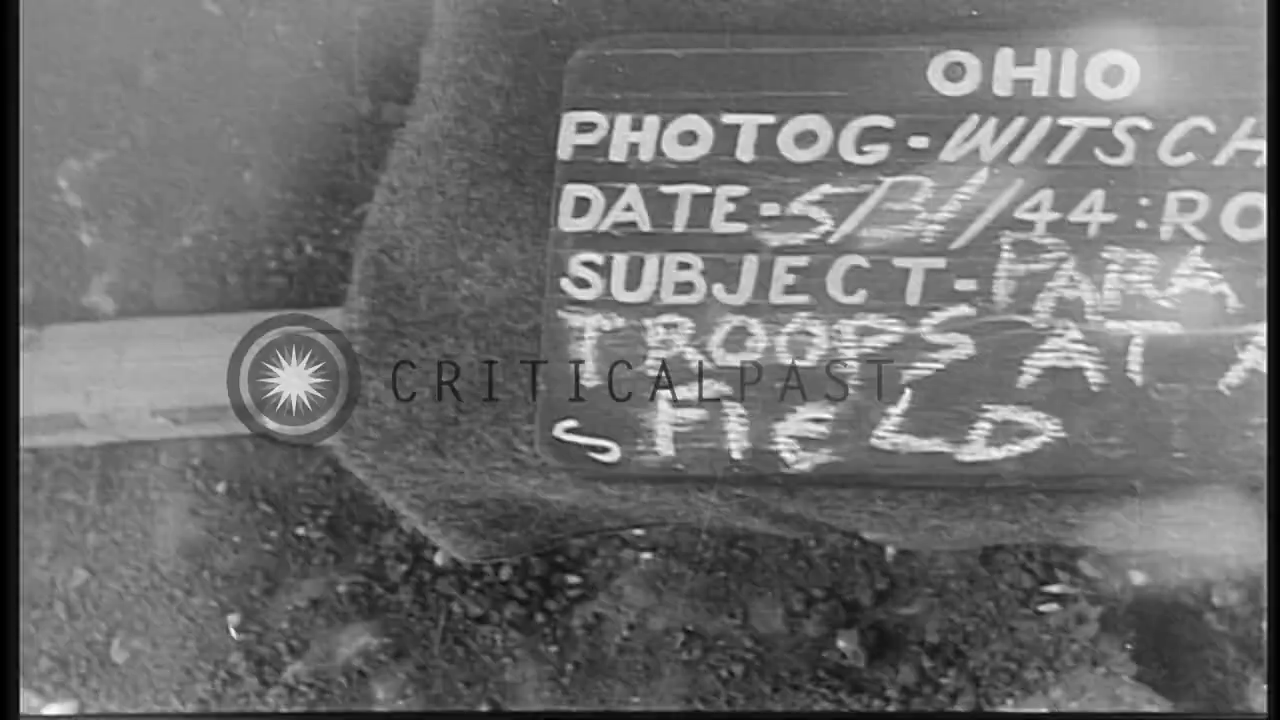 OHIO
PHOTOG-WITSCH
DATE-5/31/44:RO
SUBJECT-PARA
TROOPS AT A
S FIELD
CRITICALPAST